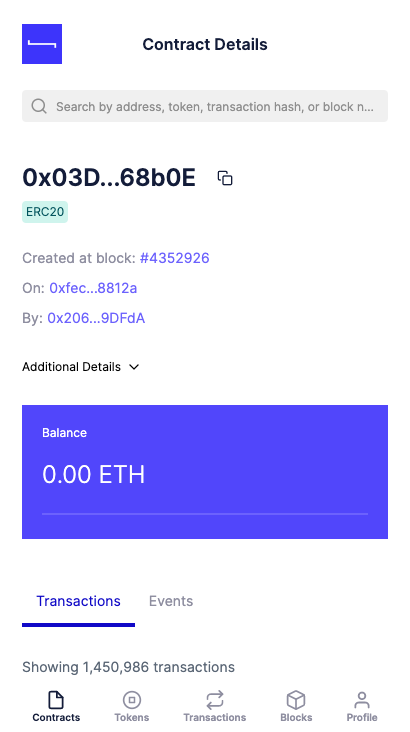 Contract Details
Search by address, token, transaction hash, or block n...
0x03D...68b0E
ERC20
Created at block: #4352926
On: 0xfec...8812a
By: 0x206...9DFdA
Additional Details
Balance
0.00 ETH
Transactions Events
Showing 1,450,986 transactions
Contracts Tokens Transactions Blocks Profile